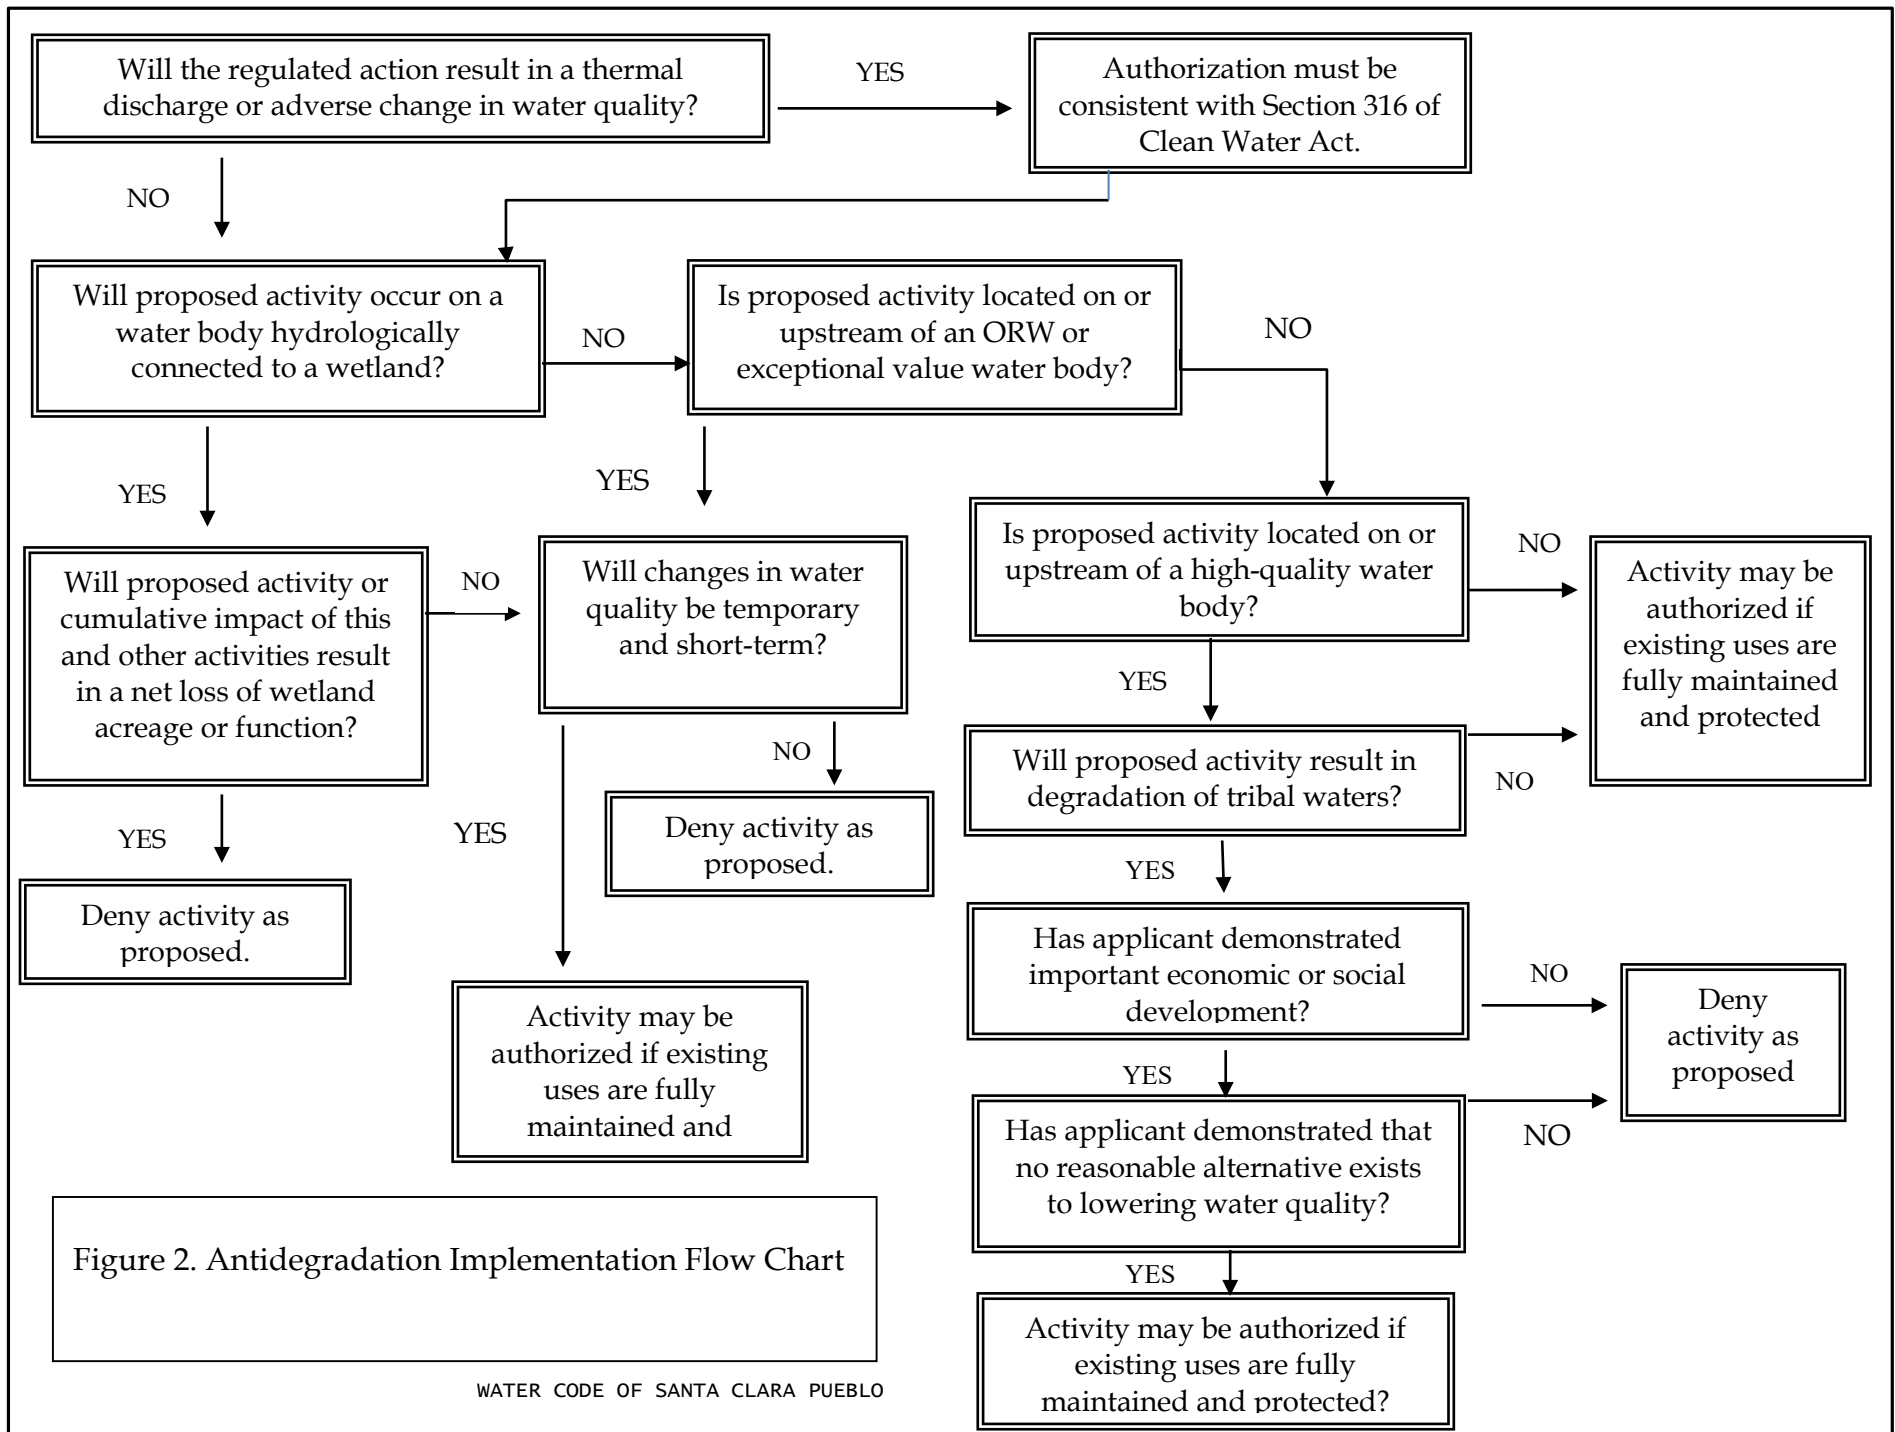 Will the regulated action result in a thermal
discharge or adverse change in water quality?
YES
Authorization must be
consistent with Section 316 of
Clean Water Act.
NO
Will proposed activity occur on a
water body hydrologically
connected to a wetland?
NO
Is proposed activity located on or
upstream of an ORW or
exceptional value water body?
NO
YES
YES
Will proposed activity or
cumulative impact of this
and other activities result
in a net loss of wetland
acreage or function?
NO
Will changes in water
quality be temporary
and short-term?
Is proposed activity located on or
upstream of a high-quality water
body?
NO
Activity may be
authorized if
existing uses are
fully maintained
and protected
YES
NO
Will proposed activity result in
degradation of tribal waters?
NO
YES
Deny activity as
proposed.
YES
Deny activity as
proposed.
YES
Has applicant demonstrated
important economic or social
development?
NO
Deny
activity as
proposed
Activity may be
authorized if existing
uses are fully
maintained and
YES
Has applicant demonstrated that
no reasonable alternative exists
to lowering water quality?
NO
YES
Activity may be authorized if
existing uses are fully
maintained and protected?
Figure 2. Antidegradation Implementation Flow Chart
WATER CODE OF SANTA CLARA PUEBLO